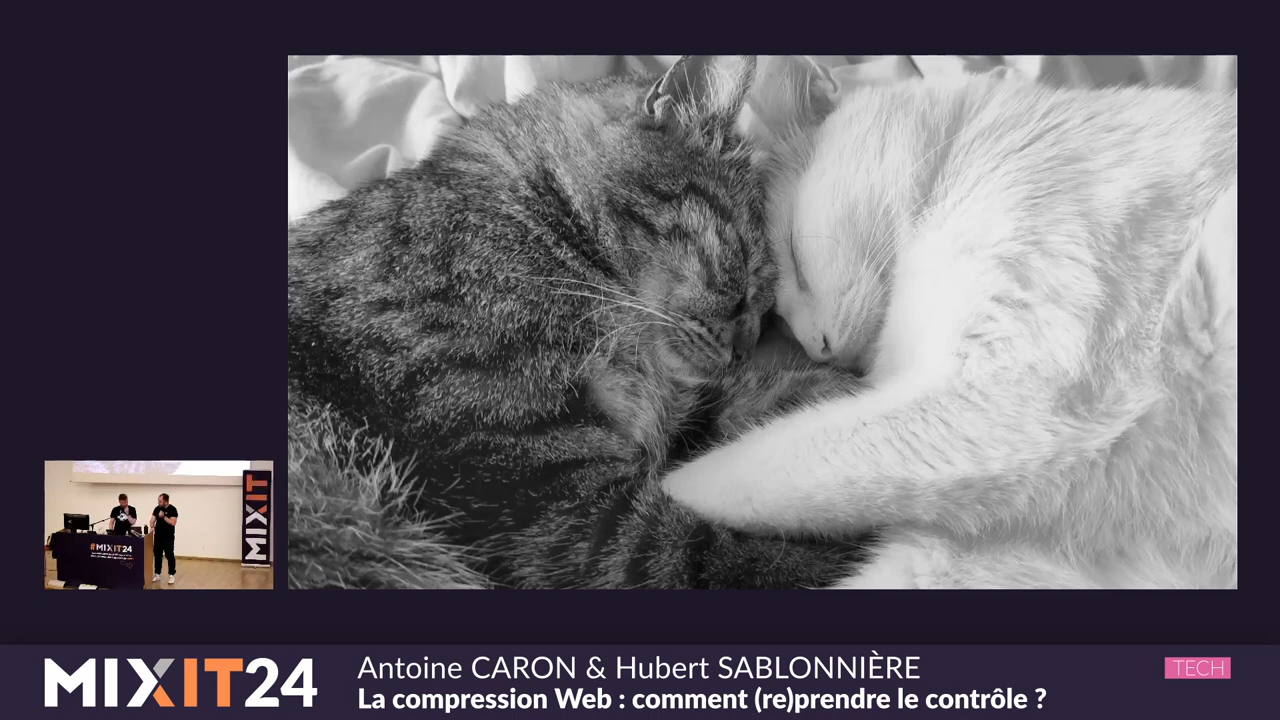 MIXIT
#MIXIT24
MIXIT24
Antoine CARON & Hubert SABLONNIÈRE
La compression Web : comment (re)prendre le contrôle ?
TECH